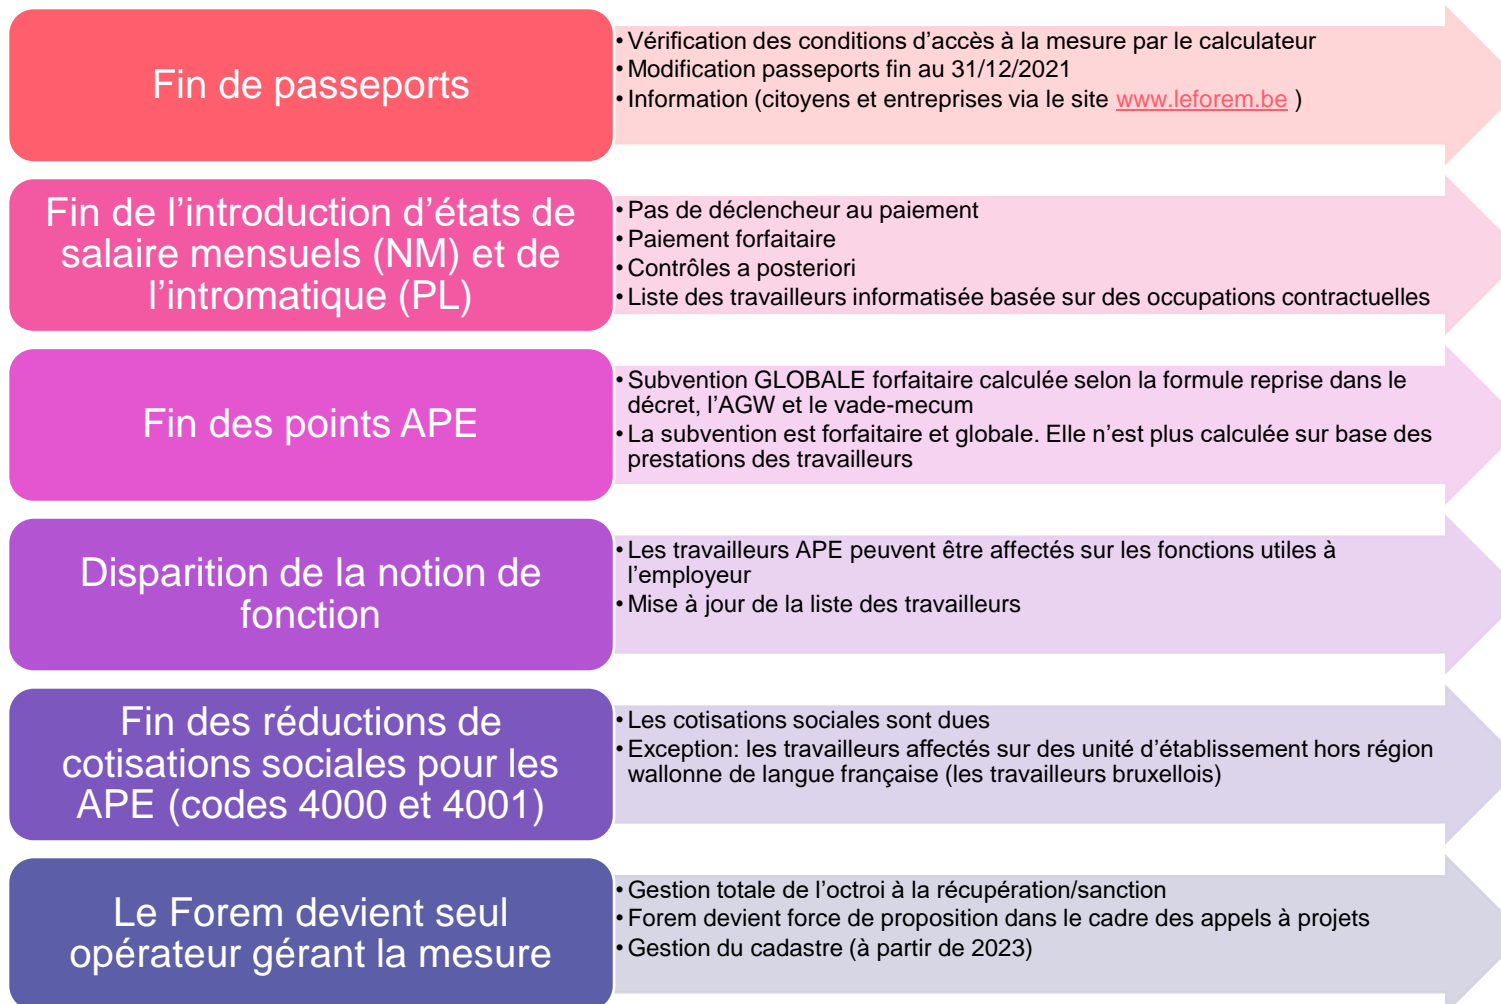 Fin de passeports
• Vérification des conditions d’accès à la mesure par le calculateur
• Modification passeports fin au 31/12/2021
• Information (citoyens et entreprises via le site www.leforem.be )
Fin de l’introduction d’états de
salaire mensuels (NM) et de
l’intromatique (PL)
• Pas de déclencheur au paiement
• Paiement forfaitaire
• Contrôles a posteriori
• Liste des travailleurs informatisée basée sur des occupations contractuelles
Fin des points APE
• Subvention GLOBALE forfaitaire calculée selon la formule reprise dans le
décret, l’AGW et le vade-mecum
• La subvention est forfaitaire et globale. Elle n’est plus calculée sur base des
prestations des travailleurs
Disparition de la notion de
fonction
• Les travailleurs APE peuvent être affectés sur les fonctions utiles à
l’employeur
• Mise à jour de la liste des travailleurs
Fin des réductions de
cotisations sociales pour les
APE (codes 4000 et 4001)
• Les cotisations sociales sont dues
• Exception: les travailleurs affectés sur des unité d’établissement hors région
wallonne de langue française (les travailleurs bruxellois)
Le Forem devient seul
opérateur gérant la mesure
• Gestion totale de l’octroi à la récupération/sanction
• Forem devient force de proposition dans le cadre des appels à projets
• Gestion du cadastre (à partir de 2023)